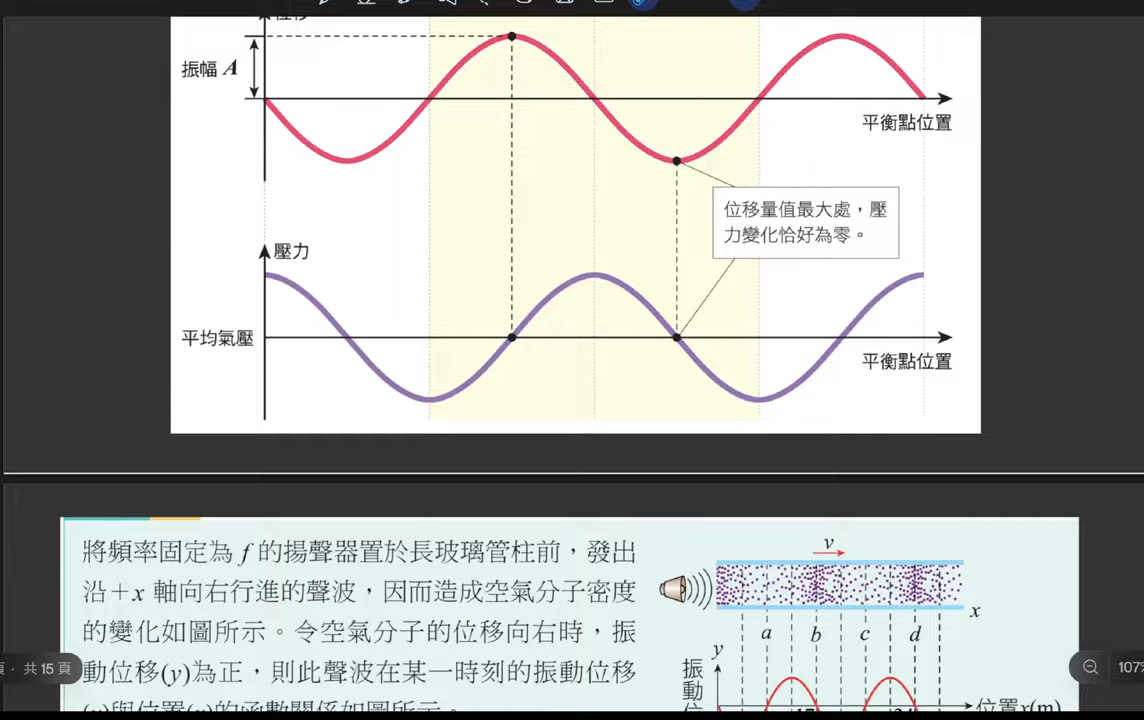 振幅 A
平衡點位置
位移量值最大處，壓
力變化恰好為零。
壓力
平均氣壓
平衡點位置
將頻率固定為 f 的揚聲器置於長玻璃管柱前，發出
沿＋x 軸向右行進的聲波，因而造成空氣分子密度
的變化如圖所示。令空氣分子的位移向右時，振
動位移(y)為正，則此聲波在某一時刻的振動位移
v
x
a b c d
y
振
動
位
位置x(m)
共 15 頁
107%